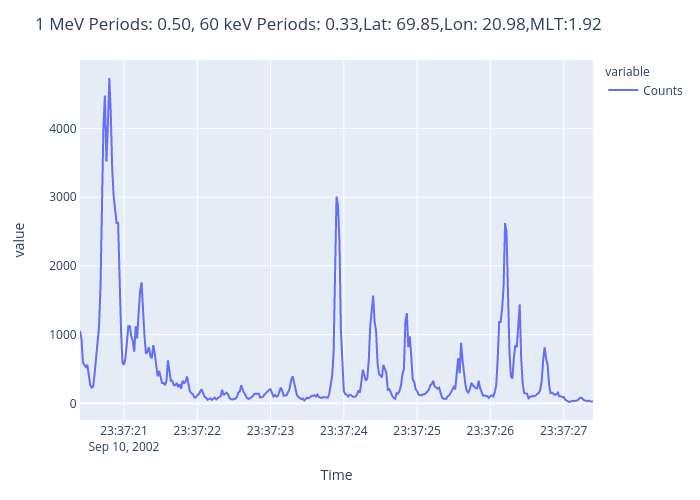 1 MeV Periods: 0.50, 60 keV Periods: 0.33,Lat: 69.85,Lon: 20.98,MLT:1.92
variable
Counts
value
4000
3000
2000
1000
0
23:37:21 23:37:22 23:37:23 23:37:24 23:37:25 23:37:26 23:37:27
Sep 10, 2002
Time